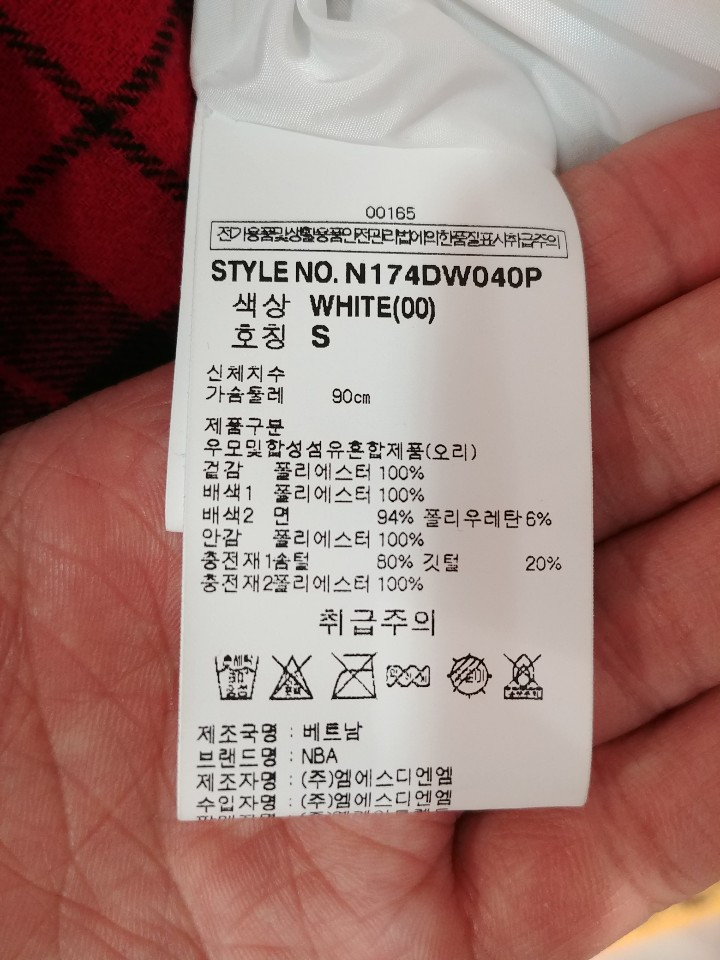 00165
전기용품및생활용품안전관리법에의한품질표시취급주의
STYLE NO. N174DW040P
색상 WHITE(00)
호칭 S
신체치수
가슴둘레 90cm
제품구분
우모및합성섬유혼합제품(오리)
겉감 폴리에스터 100%
배색1 폴리에스터 100%
배색2 면 94% 폴리우레탄 6%
안감 폴리에스터 100%
충전재1솜털 80% 깃털 20%
충전재2폴리에스터 100%
취급주의
제조국명 : 베트남
브랜드명 : NBA
제조자명 : (주)엠에스디엔엠
수입자명 : (주)엠에스디엔엠